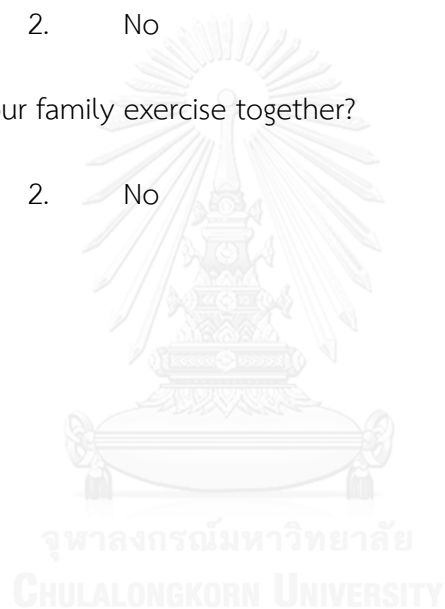 2. No
ur family exercise together?
2. No
จุฬาลงกรณ์มหาวิทยาลัย
CHULALONGKORN UNIVERSITY